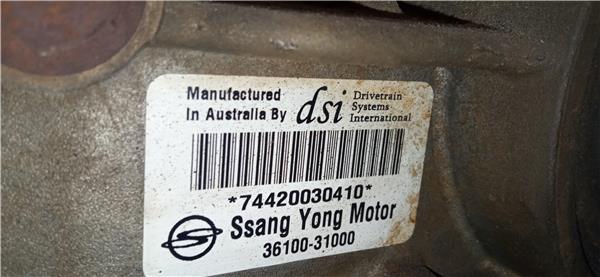 Manufactured
In Australia By
dsi
Drivetrain
Systems
International
*74420030410*
Ssang Yong Motor
36100-31000